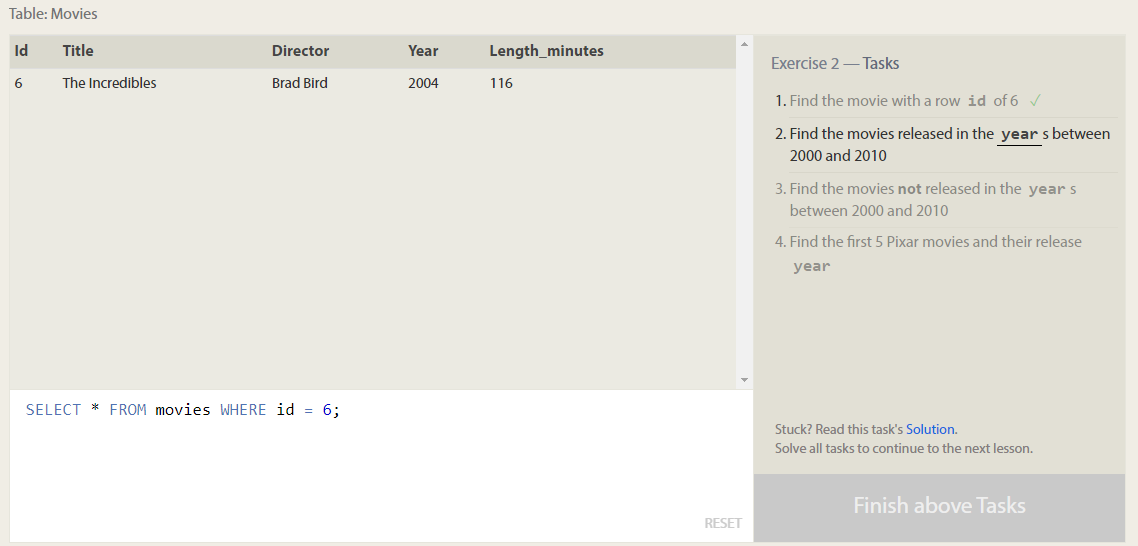 Table: Movies
Id Title Director Year Length_minutes
6 The Incredibles Brad Bird 2004 116
SELECT * FROM movies WHERE id = 6;
RESET
Exercise 2 — Tasks
1. Find the movie with a row id of 6 ✓
2. Find the movies released in the year s between
2000 and 2010
3. Find the movies not released in the year s
between 2000 and 2010
4. Find the first 5 Pixar movies and their release
year
Stuck? Read this task's Solution.
Solve all tasks to continue to the next lesson.
Finish above Tasks